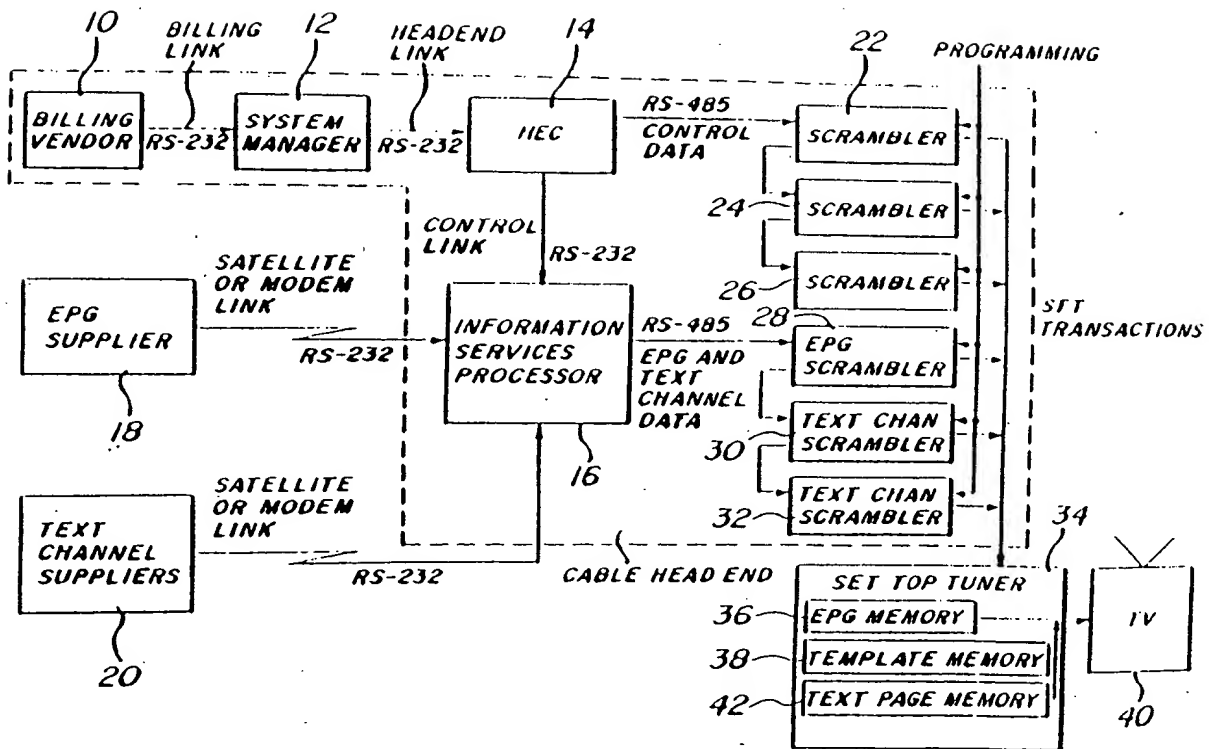 10
BILLING
LINK
12
HEADEND
LINK
14
22
PROGRAMMING
BILLING
VENDOR
RS-232
SYSTEM
MANAGER
RS-232
HEC
RS-485
CONTROL
DATA
SCRAMBLER
24
SCRAMBLER
26
SCRAMBLER
CONTROL
LINK
RS-232
SATELLITE
OR MODEM
LINK
EPG
SUPPLIER
18
RS-232
INFORMATION
SERVICES
PROCESSOR
16
RS-485
EPG AND
TEXT
CHANNEL
DATA
28
EPG
SCRAMBLER
STT
TRANSACTIONS
30
TEXT CHAN
SCRAMBLER
32
TEXT CHAN
SCRAMBLER
SATELLITE
OR MODEM
LINK
TEXT
CHANNEL
SUPPLIERS
20
RS-232
CABLE HEAD END
34
SET TOP TUNER
36
EPG MEMORY
38
TEMPLATE MEMORY
42
TEXT PAGE MEMORY
TV
40